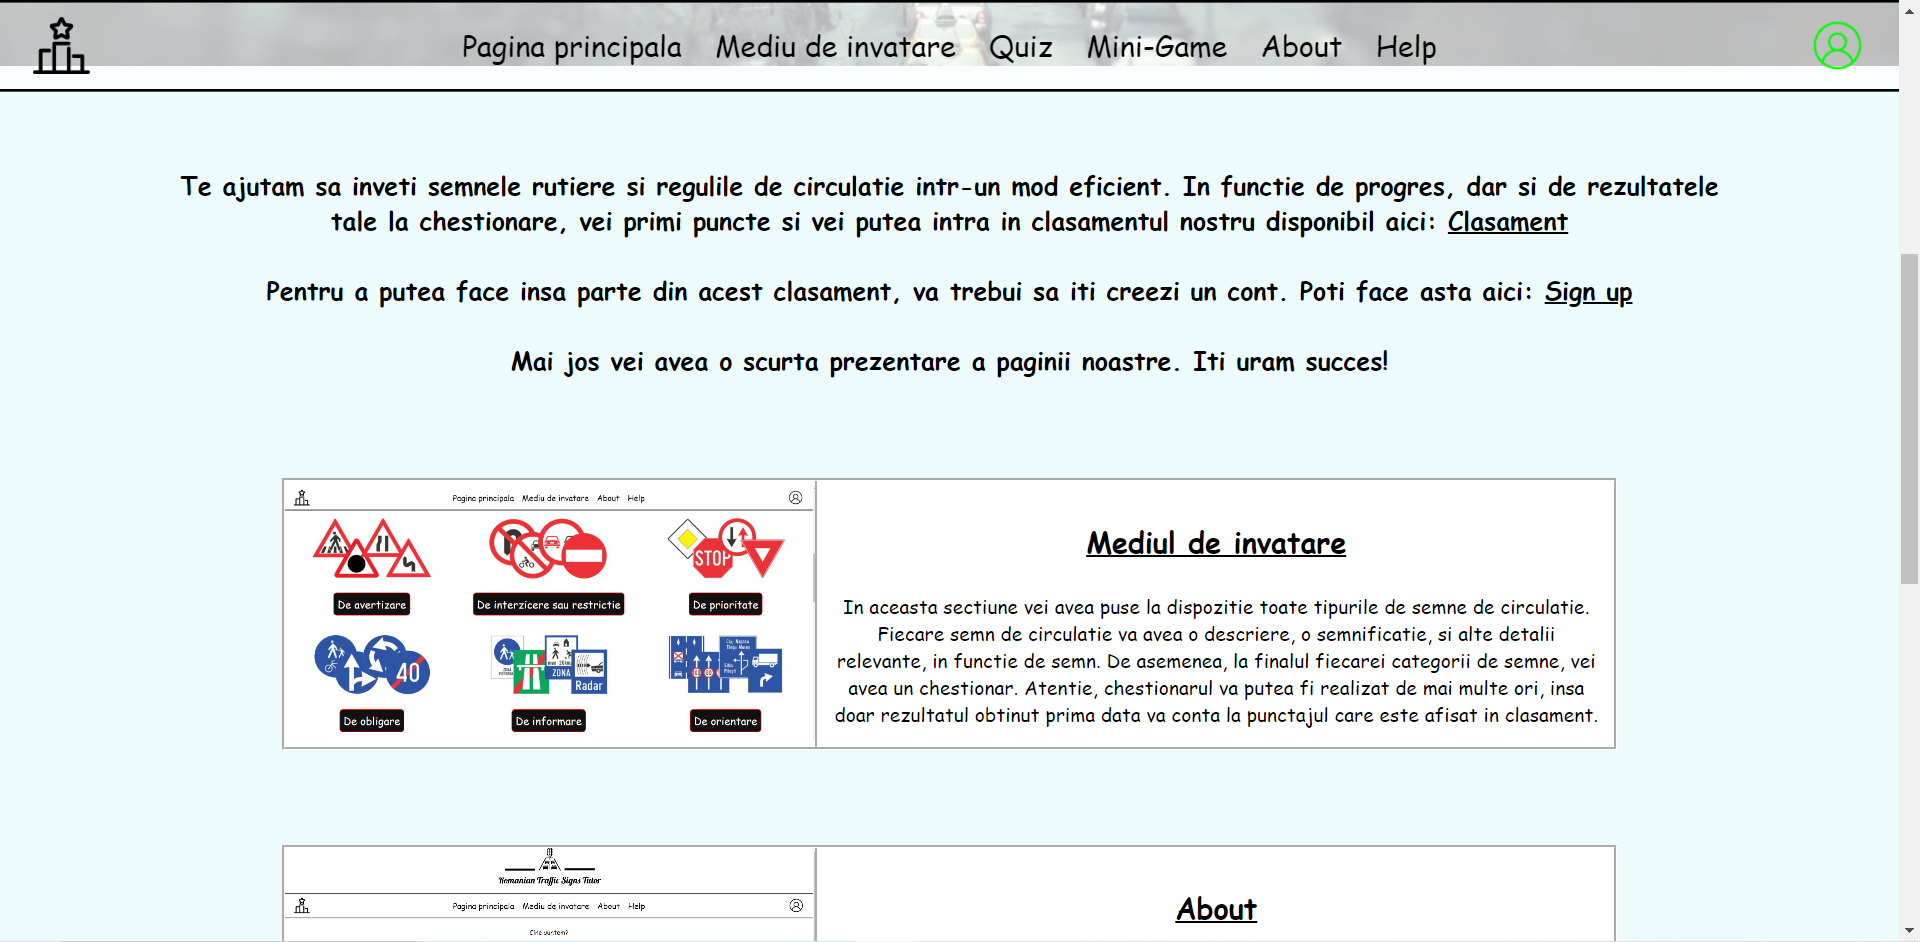 Pagina principala Mediu de invatare Quiz Mini-Game About Help
Te ajutam sa inveti semnele rutiere si regulile de circulatie intr-un mod eficient. In functie de progres, dar si de rezultatele
tale la chestionare, vei primi puncte si vei putea intra in clasamentul nostru disponibil aici: Clasament
Pentru a putea face insa parte din acest clasament, va trebui sa iti creezi un cont. Poti face asta aici: Sign up
Mai jos vei avea o scurta prezentare a paginii noastre. Iti uram succes!
Pagina principala Mediu de invatare About Help
STOP
De avertizare De interzicere sau restrictie De prioritate
40
ZONA
Radar
De obligare De informare De orientare
Mediul de invatare
In aceasta sectiune vei avea puse la dispozitie toate tipurile de semne de circulatie.
Fiecare semn de circulatie va avea o descriere, o semnificatie, si alte detalii
relevante, in functie de semn. De asemenea, la finalul fiecarei categorii de semne, vei
avea un chestionar. Atentie, chestionarul va putea fi realizat de mai multe ori, insa
doar rezultatul obtinut prima data va conta la punctajul care este afisat in clasament.
Romanian Traffic Signs Tutor
Pagina principala Mediu de invatare About Help
Cine suntem?
About